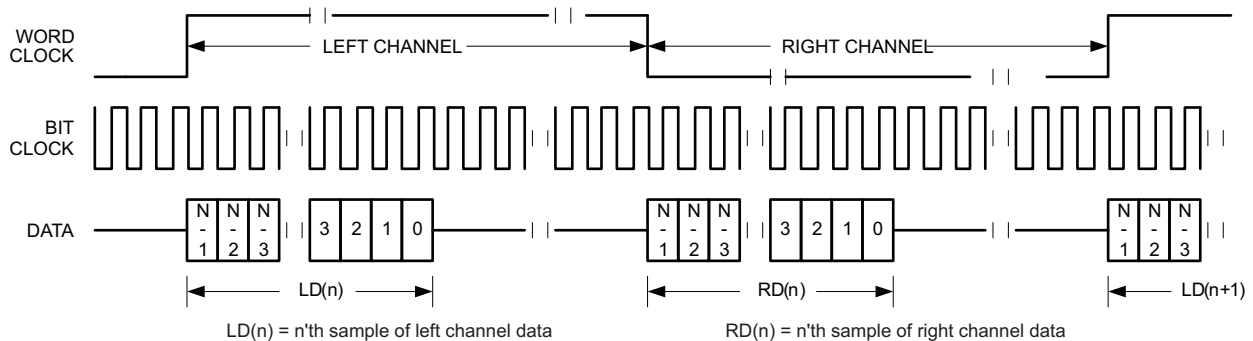 WORD
CLOCK
LEFT CHANNEL
RIGHT CHANNEL
BIT
CLOCK
DATA
N-1 N-2 N-3 3 2 1 0 N-1 N-2 N-3 3 2 1 0 N-1 N-2 N-3
LD(n) RD(n) LD(n+1)
LD(n) = n'th sample of left channel data
RD(n) = n'th sample of right channel data